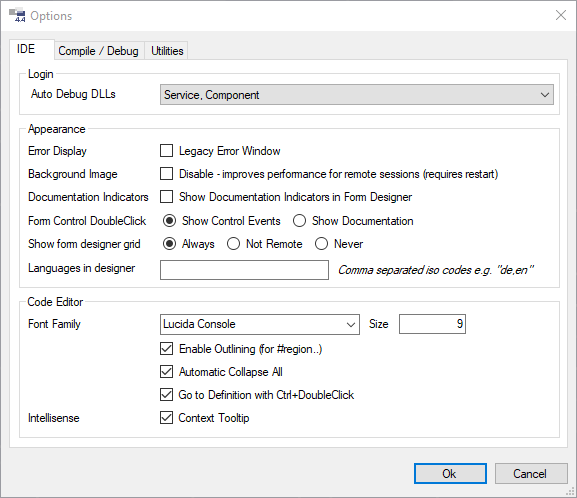 4.4 Options
IDE Compile / Debug Utilities
Login
Auto Debug DLLs Service, Component
Appearance
Error Display Legacy Error Window
Background Image Disable - improves performance for remote sessions (requires restart)
Documentation Indicators Show Documentation Indicators in Form Designer
Form Control DoubleClick Show Control Events Show Documentation
Show form designer grid Always Not Remote Never
Languages in designer Comma separated iso codes e.g. "de,en"
Code Editor
Font Family Lucida Console Size 9
Enable Outlining (for #region..)
Automatic Collapse All
Go to Definition with Ctrl+DoubleClick
Intellisense Context Tooltip
Ok Cancel